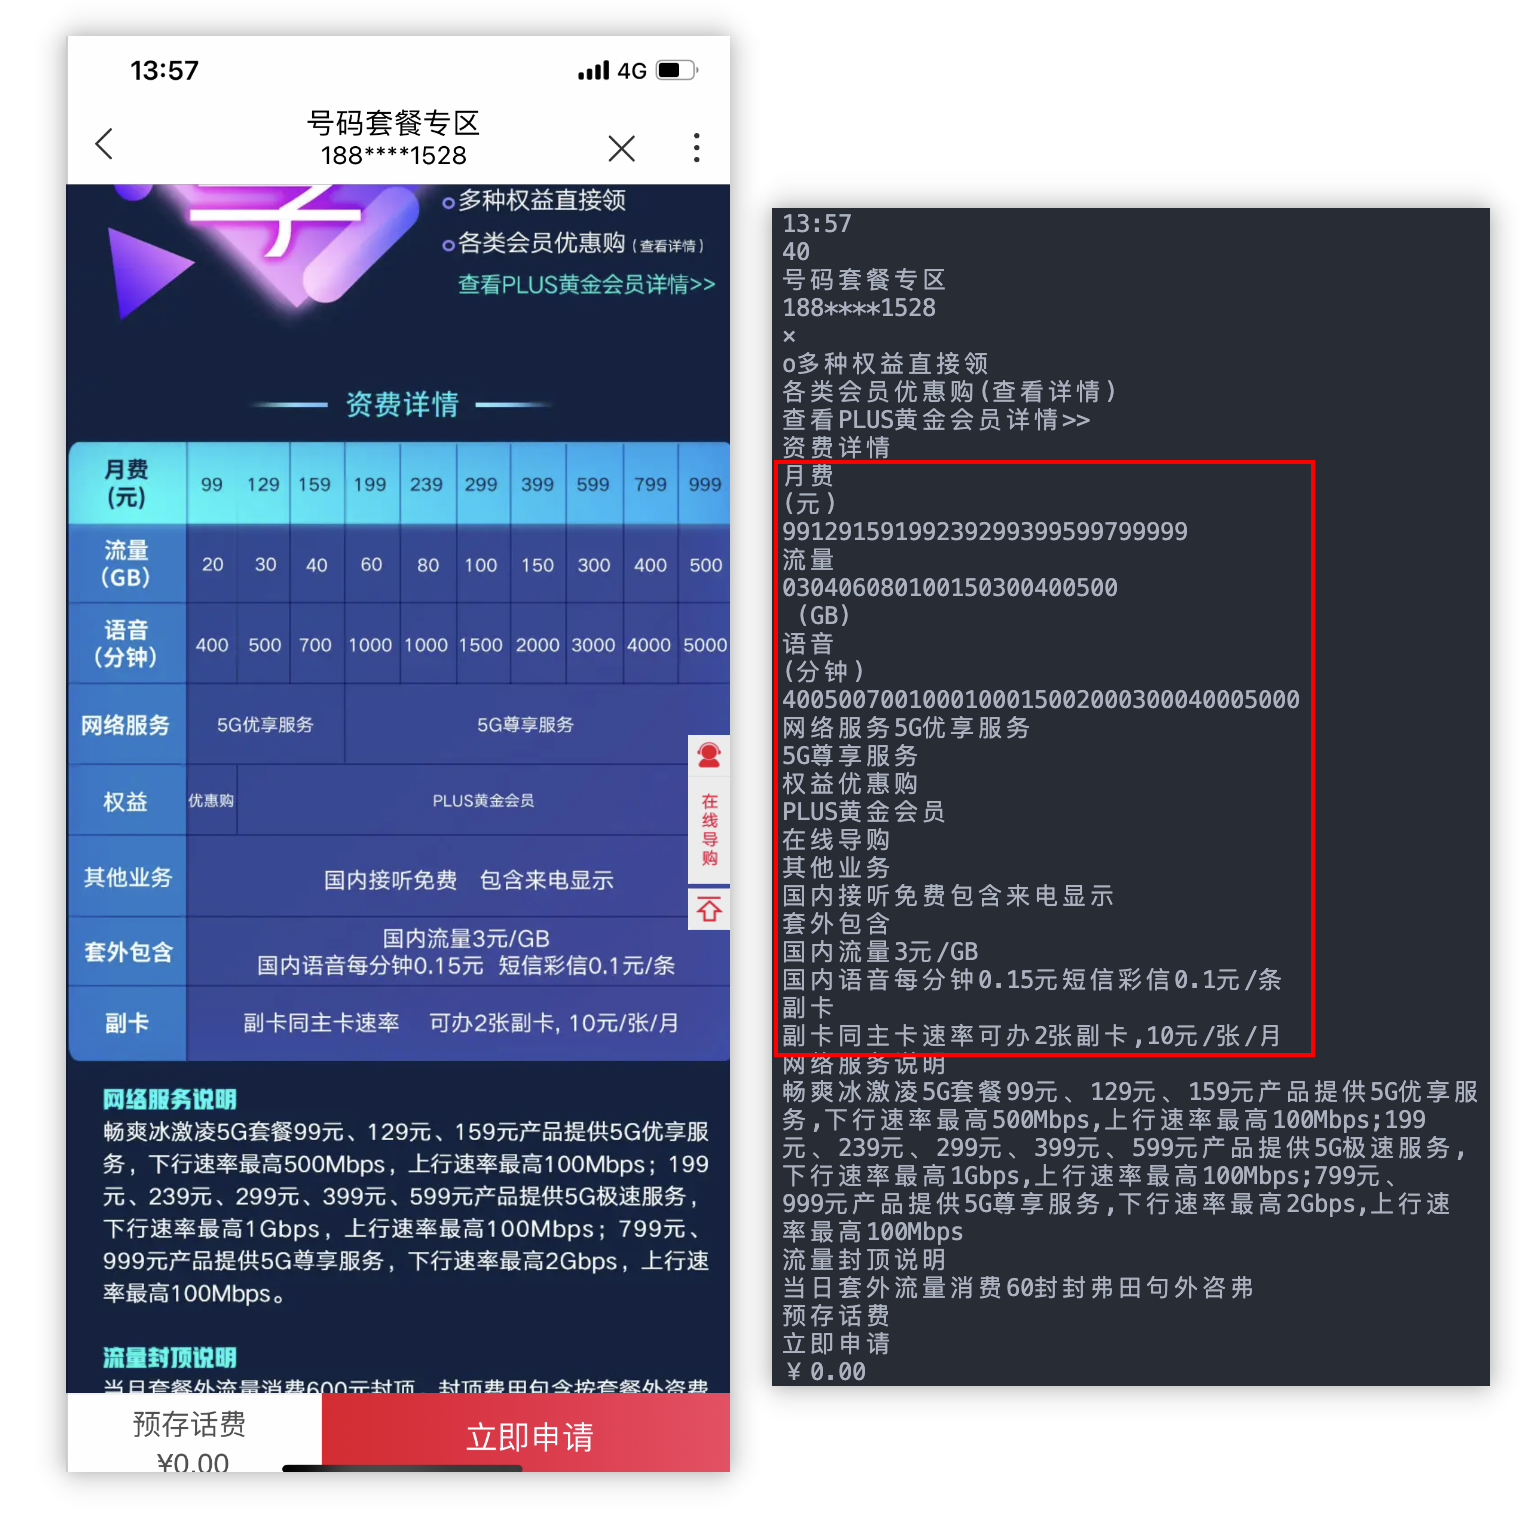 13:57
4G
号码套餐专区
188****1528
多种权益直接领
各类会员优惠购(查看详情)
查看PLUS黄金会员详情>>
资费详情
月费(元) 99 129 159 199 239 299 399 599 799 999
流量(GB) 20 30 40 60 80 100 150 300 400 500
语音(分钟) 400 500 700 1000 1000 1500 2000 3000 4000 5000
网络服务 5G优享服务 5G尊享服务
权益 优惠购 PLUS黄金会员
在线导购
其他业务 国内接听免费 包含来电显示
套外包含 国内流量3元/GB
国内语音每分钟0.15元 短信彩信0.1元/条
副卡 副卡同主卡速率 可办2张副卡, 10元/张/月
网络服务说明
畅爽冰激凌5G套餐99元、129元、159元产品提供5G优享服
务，下行速率最高500Mbps，上行速率最高100Mbps；199
元、239元、299元、399元、599元产品提供5G极速服务，
下行速率最高1Gbps，上行速率最高100Mbps；799元、
999元产品提供5G尊享服务，下行速率最高2Gbps，上行速
率最高100Mbps。
流量封顶说明
当月套餐外流量消费600元封顶，封顶费用包含按套餐外资费
预存话费
¥0.00
立即申请
13:57
40
号码套餐专区
188****1528
×
o多种权益直接领
各类会员优惠购(查看详情)
查看PLUS黄金会员详情>>
资费详情
月费
(元)
99129159199239299399599799999
流量
030406080100150300400500
(GB)
语音
(分钟)
400500700100010001500200030004000​5000
网络服务5G优享服务
5G尊享服务
权益优惠购
PLUS黄金会员
在线导购
其他业务
国内接听免费包含来电显示
套外包含
国内流量3元/GB
国内语音每分钟0.15元短信彩信0.1元/条
副卡
副卡同主卡速率可办2张副卡,10元/张/月
网络服务说明
畅爽冰激凌5G套餐99元、129元、159元产品提供5G优享服
务,下行速率最高500Mbps,上行速率最高100Mbps;199
元、239元、299元、399元、599元产品提供5G极速服务,
下行速率最高1Gbps,上行速率最高100Mbps;799元、
999元产品提供5G尊享服务,下行速率最高2Gbps,上行速
率最高100Mbps
流量封顶说明
当日套外流量消费60封封弗田句外咨弗
预存话费
立即申请
￥0.00